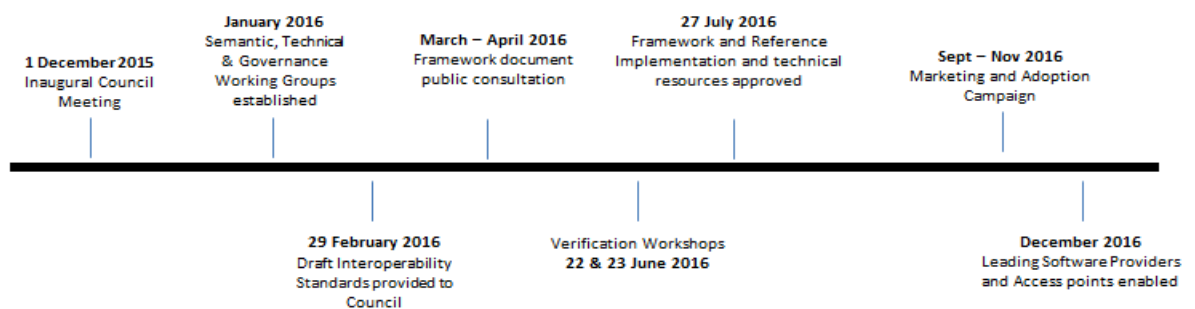 1 December 2015
Inaugural Council
Meeting
January 2016
Semantic, Technical
& Governance
Working Groups
established
March – April 2016
Framework document
public consultation
27 July 2016
Framework and Reference
Implementation and technical
resources approved
Sept – Nov 2016
Marketing and Adoption
Campaign
29 February 2016
Draft Interoperability
Standards provided to
Council
Verification Workshops
22 & 23 June 2016
December 2016
Leading Software Providers
and Access points enabled